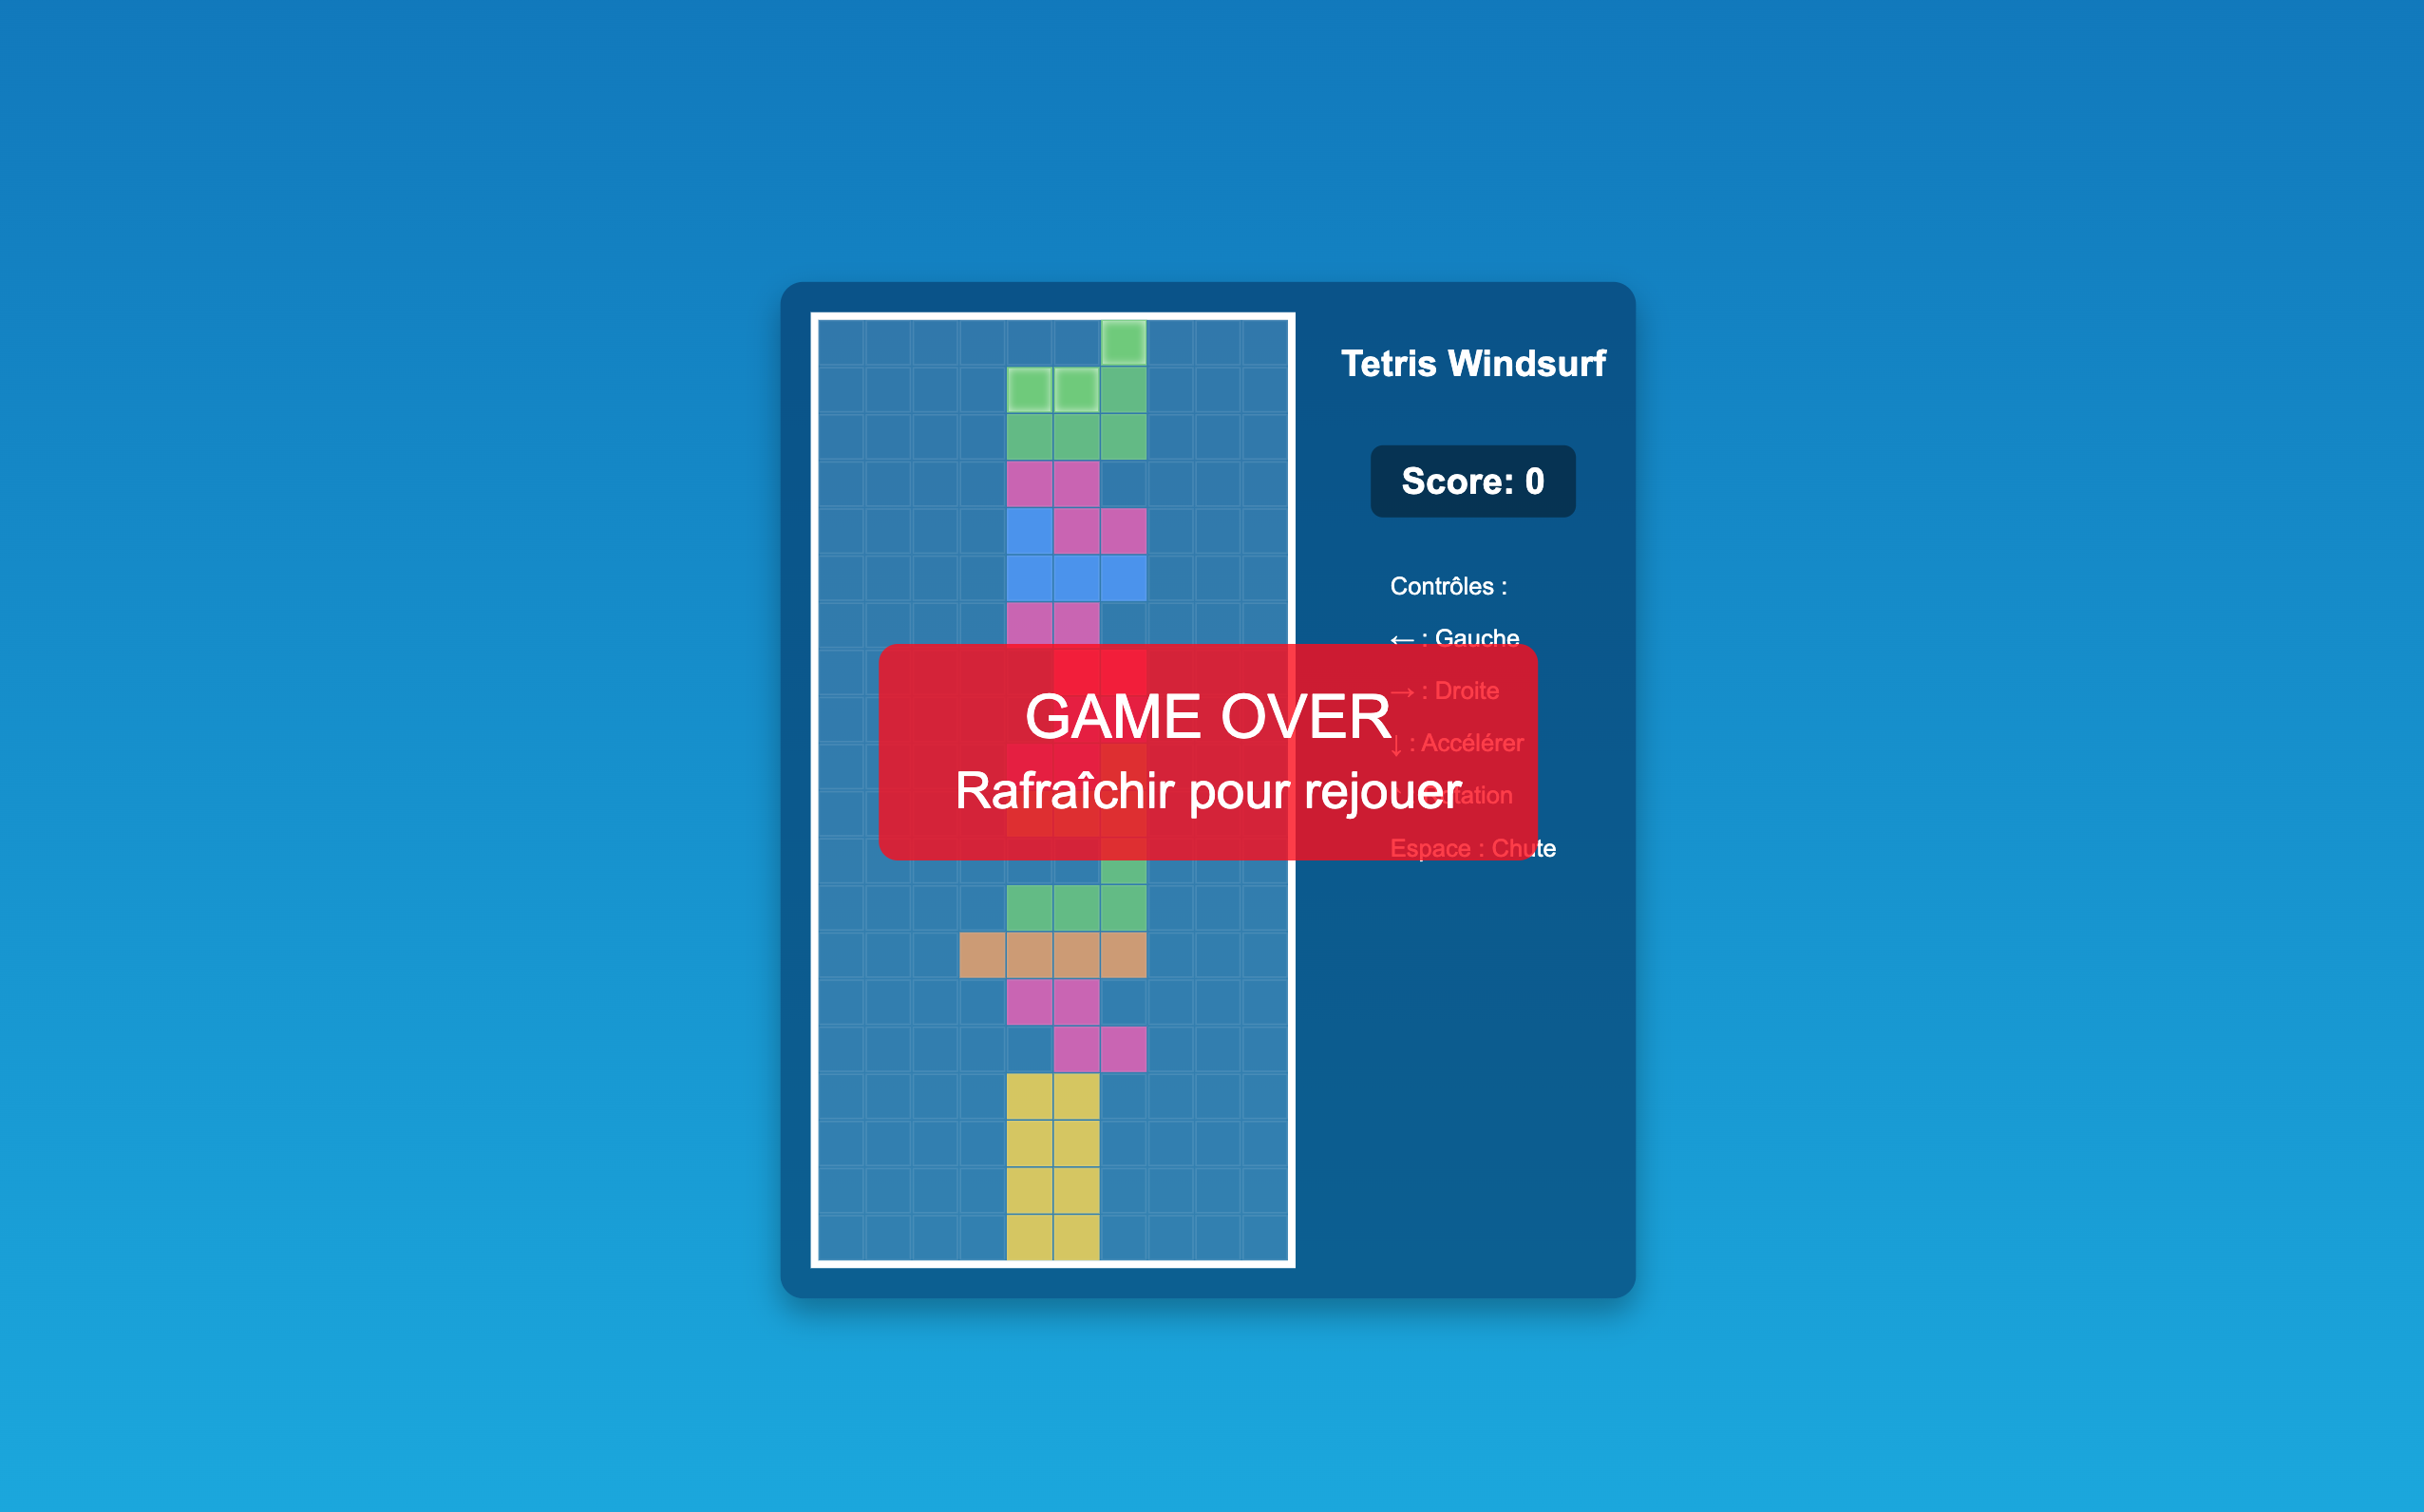 Tetris Windsurf
Score: 0
Contrôles :
← : Gauche
→ : Droite
↓ : Accélérer
GAME OVER
Rafraîchir pour rejouer
Espace : Chute